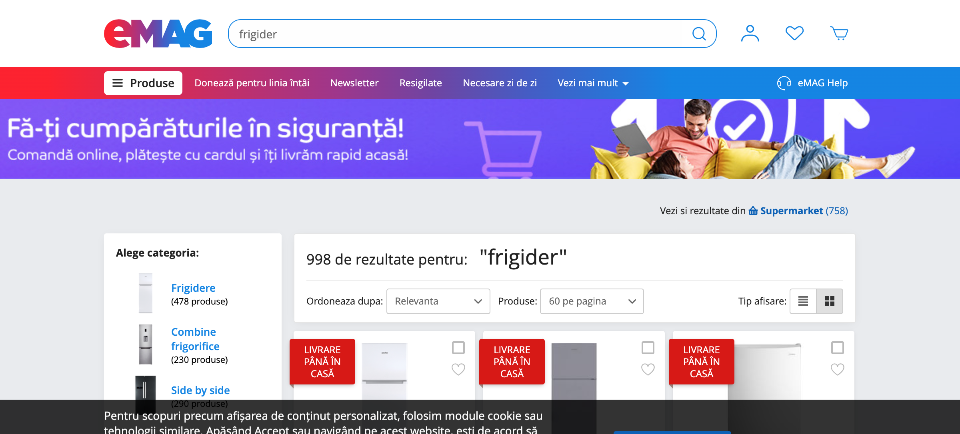 eMAG
frigider
Produse
Donează pentru linia întâi
Newsletter
Resigilate
Necesare zi de zi
Vezi mai mult
eMAG Help
Fă-ți cumpărăturile în siguranță!
Comandă online, plătește cu cardul și îți livrăm rapid acasă!
Vezi si rezultate din Supermarket (758)
Alege categoria:
Frigidere
(478 produse)
Combine
frigorifice
(230 produse)
Side by side
(290 produse)
998 de rezultate pentru: "frigider"
Ordoneaza dupa: Relevanta
Produse: 60 pe pagina
Tip afisare:
LIVRARE
PÂNĂ ÎN
CASĂ
LIVRARE
PÂNĂ ÎN
CASĂ
LIVRARE
PÂNĂ ÎN
CASĂ
Pentru scopuri precum afișarea de conținut personalizat, folosim module cookie sau
tehnologii similare. Apăsând Accept sau navigând pe acest website, ești de acord să